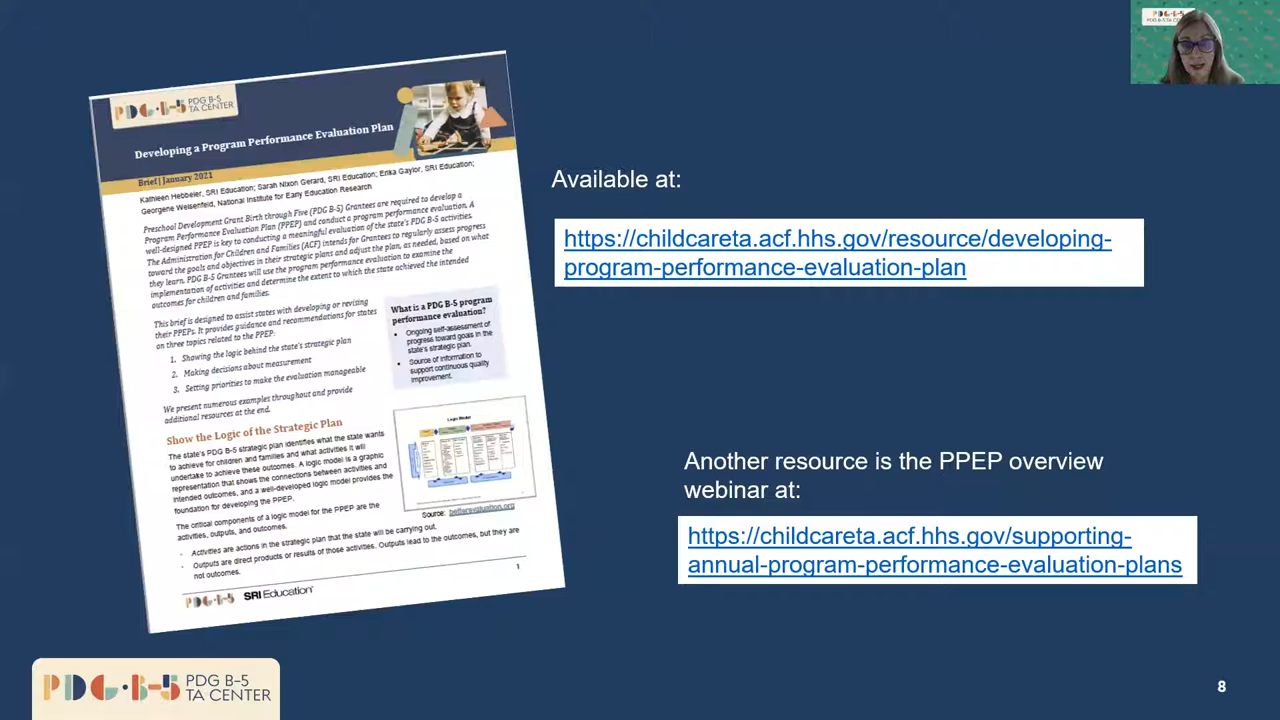 PDG B-5
TA CENTER
PDG·B-5 PDG B-5
TA CENTER
Developing a Program Performance Evaluation Plan
Brief | January 2021
Kathleen Hebbeler, SRI Education; Sarah Nixon Gerard, SRI Education; Erika Gaylor, SRI Education;
Georgene Weisenfeld, National Institute for Early Education Research
Preschool Development Grant Birth through Five (PDG B-5) Grantees are required to develop a
Program Performance Evaluation Plan (PPEP) and conduct a program performance evaluation. A
well-designed PPEP is key to conducting a meaningful evaluation of the state's PDG B-5 activities.
The Administration for Children and Families (ACF) intends for Grantees to regularly assess progress
toward the goals and objectives in their strategic plans and adjust the plan, as needed, based on what
they learn. PDG B-5 Grantees will use the program performance evaluation to examine the
implementation of activities and determine the extent to which the state achieved the intended
outcomes for children and families.
This brief is designed to assist states with developing or revising
their PPEPs. It provides guidance and recommendations for states
on three topics related to the PPEP:
1. Showing the logic behind the state's strategic plan
2. Making decisions about measurement
3. Setting priorities to make the evaluation manageable
We present numerous examples throughout and provide
additional resources at the end.
What is a PDG B-5 program
performance evaluation?
• Ongoing self-assessment of
progress toward goals in the
state's strategic plan.
• Source of information to
support continuous quality
improvement.
Show the Logic of the Strategic Plan
The state's PDG B-5 strategic plan identifies what the state wants
to achieve for children and families and what activities it will
undertake to achieve these outcomes. A logic model is a graphic
representation that shows the connections between activities and
intended outcomes, and a well-developed logic model provides the
foundation for developing the PPEP.
Logic Model
Source: betterevaluation.org
The critical components of a logic model for the PPEP are the
activities, outputs, and outcomes.
- Activities are actions in the strategic plan that the state will be carrying out.
- Outputs are direct products or results of those activities. Outputs lead to the outcomes, but they are
not outcomes.
1
PDG·B-5 SRI Education
Available at:
https://childcareta.acf.hhs.gov/resource/developing-
program-performance-evaluation-plan
Another resource is the PPEP overview
webinar at:
https://childcareta.acf.hhs.gov/supporting-
annual-program-performance-evaluation-plans
PDG·B-5 PDG B-5
TA CENTER
8